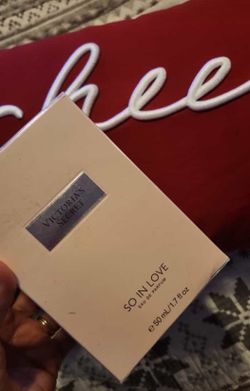 chee
VICTORIA'S
SECRET
SO IN LOVE
EAU DE PARFUM
℮ 50 mL/1.7 fl oz